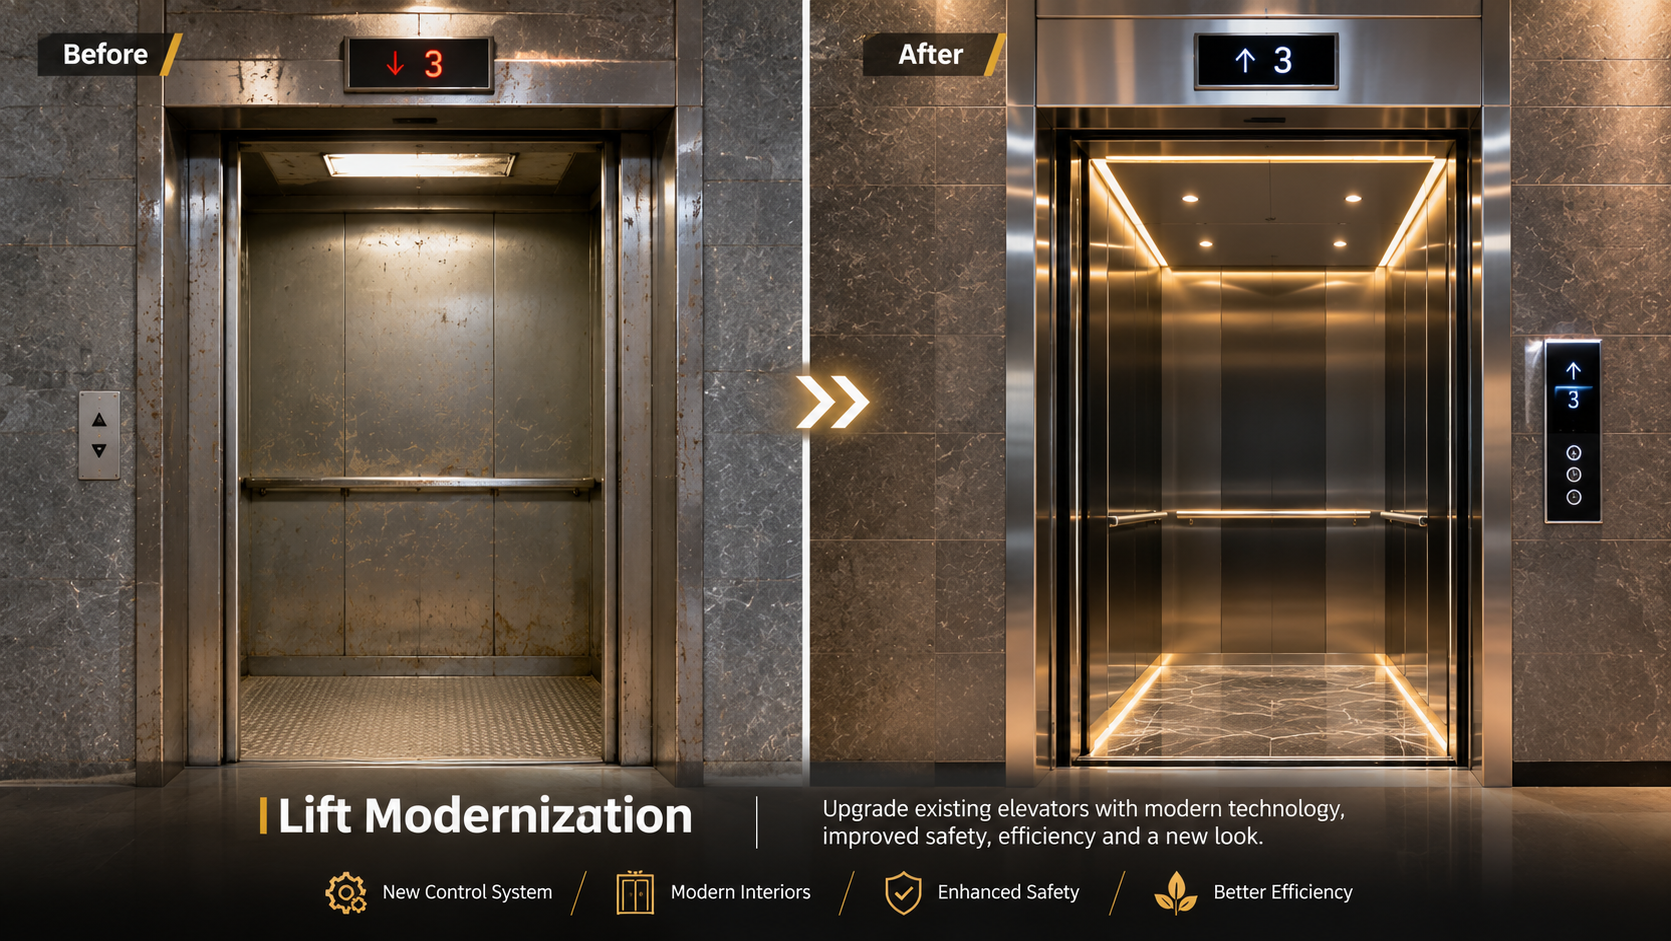 Before
3
After
3
3
Lift Modernization
Upgrade existing elevators with modern technology,
improved safety, efficiency and a new look.
New Control System
Modern Interiors
Enhanced Safety
Better Efficiency